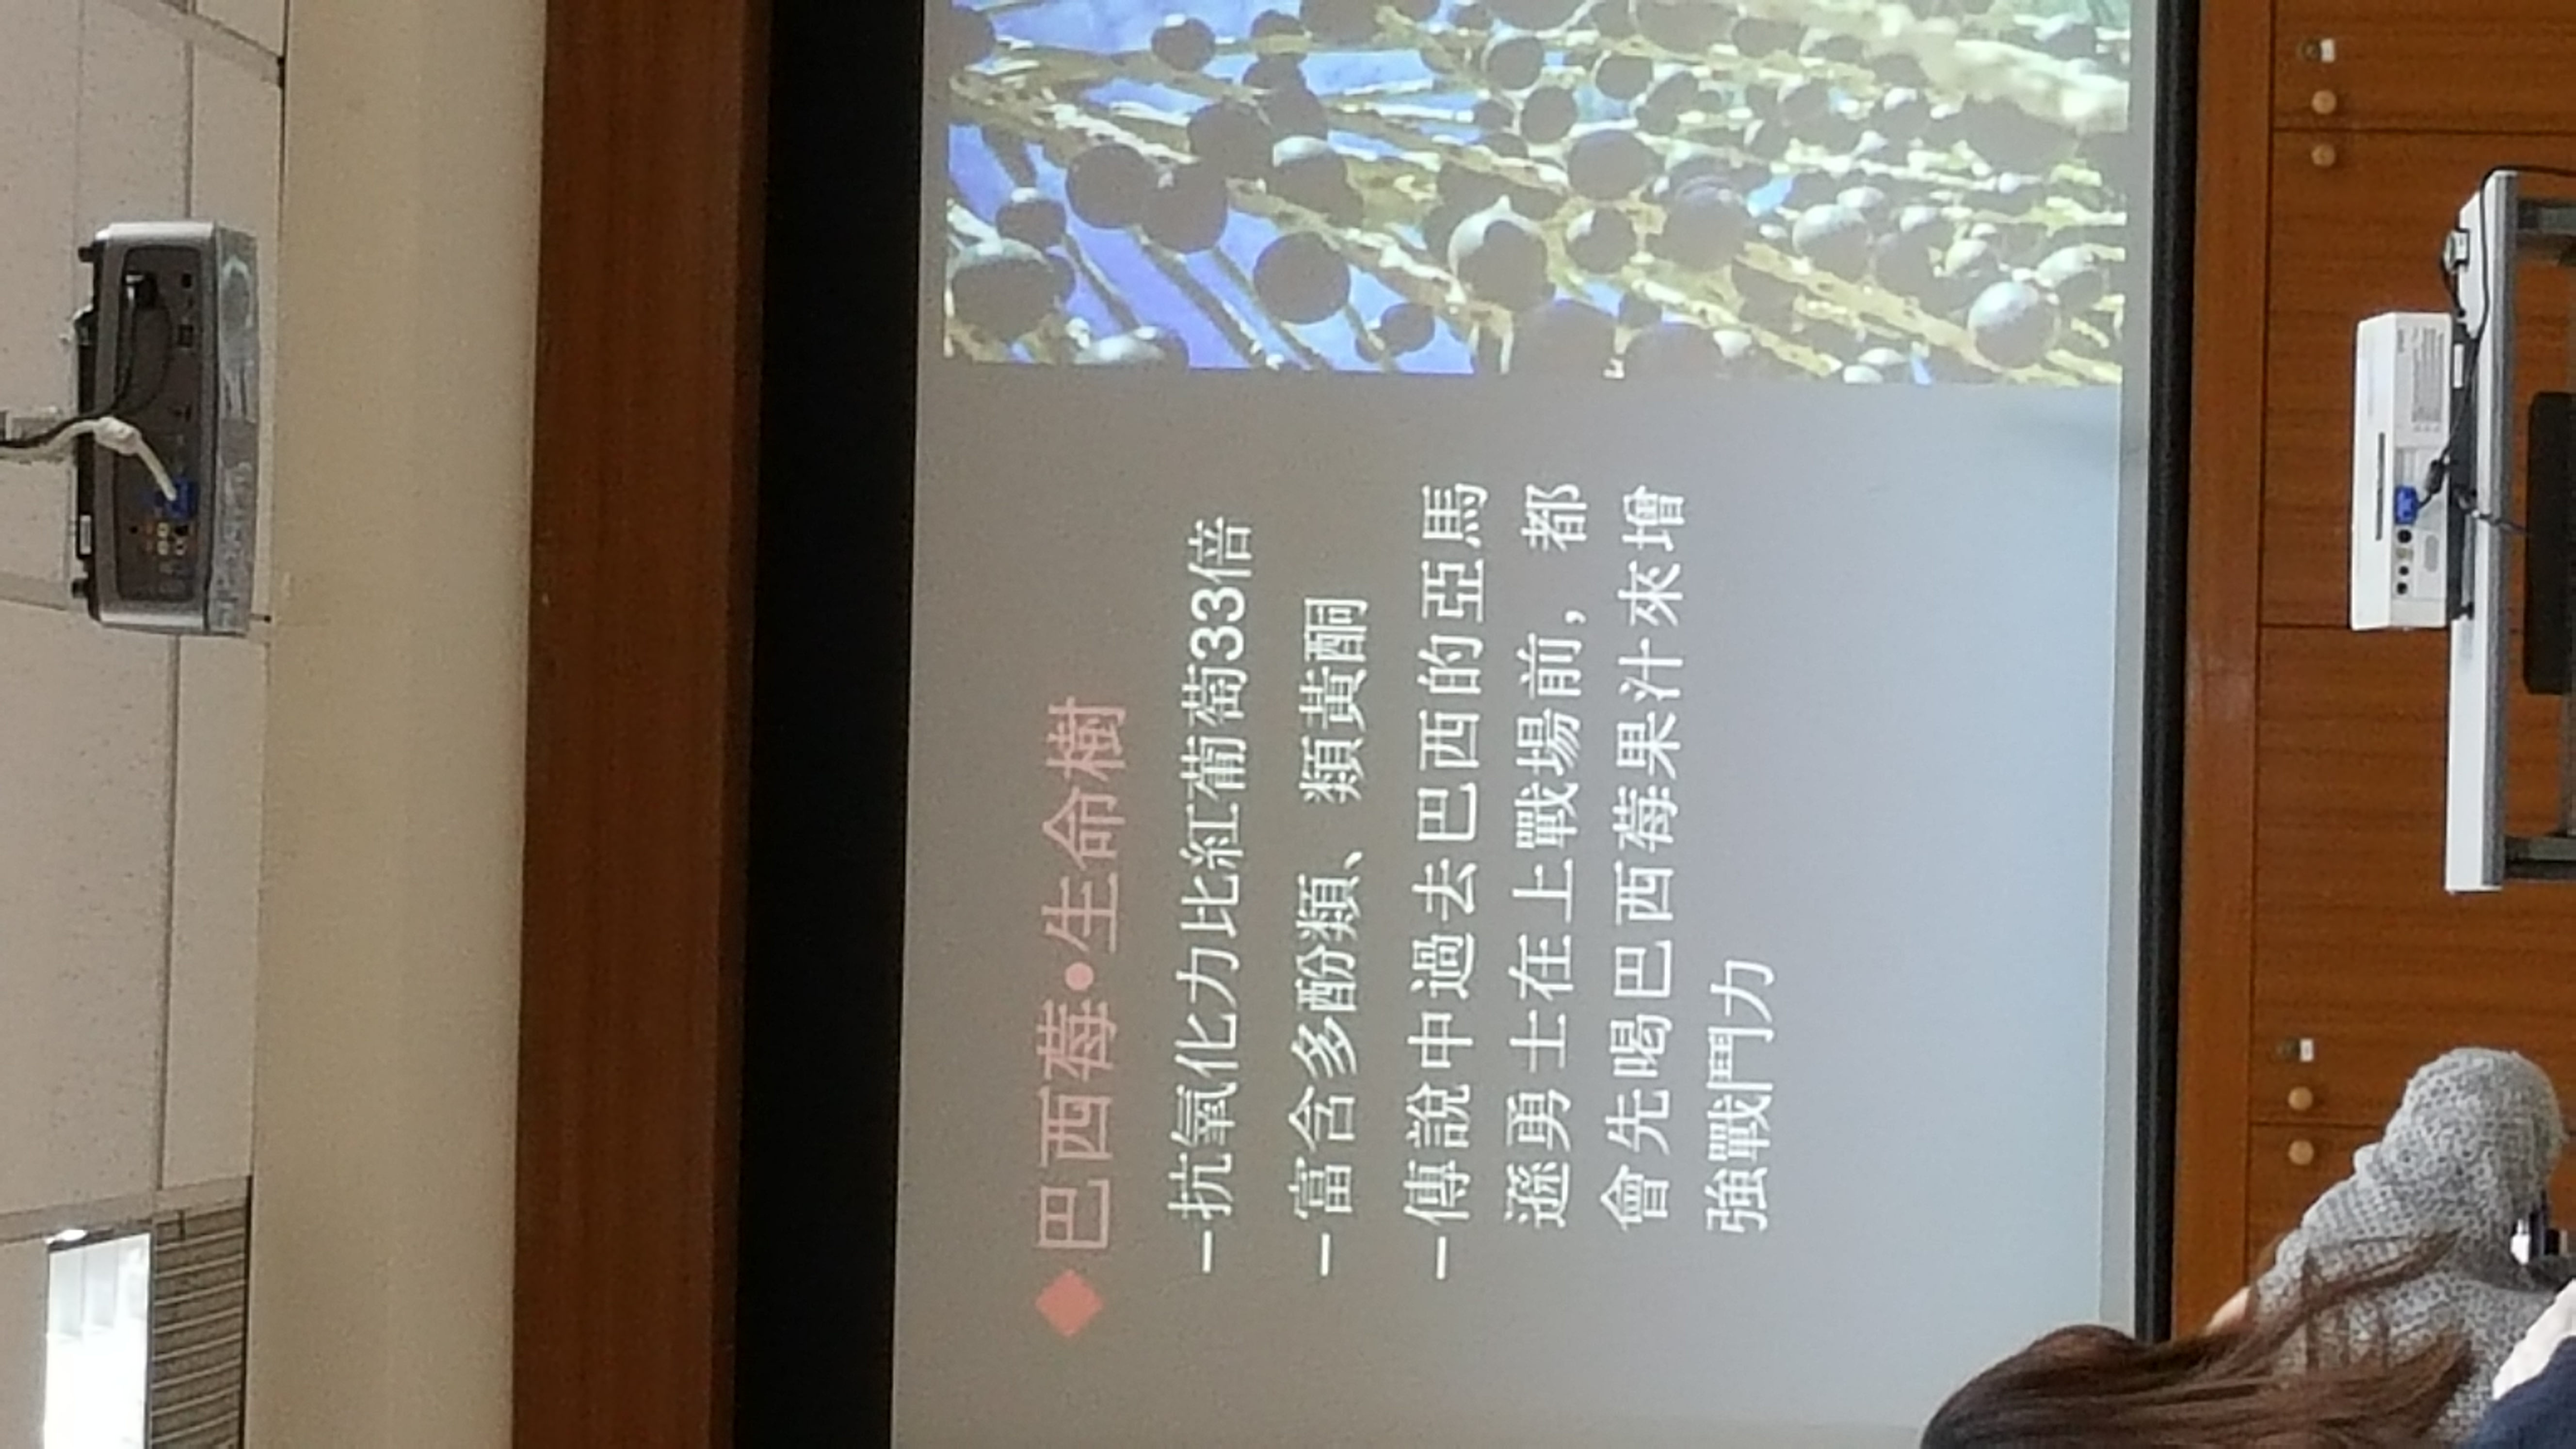 ◆巴西莓•生命樹
–抗氧化力比紅葡萄33倍
–富含多酚類、類黃酮
–傳說中過去巴西的亞馬
遜勇士在上戰場前，都
會先喝巴西莓果汁來增
強戰鬥力